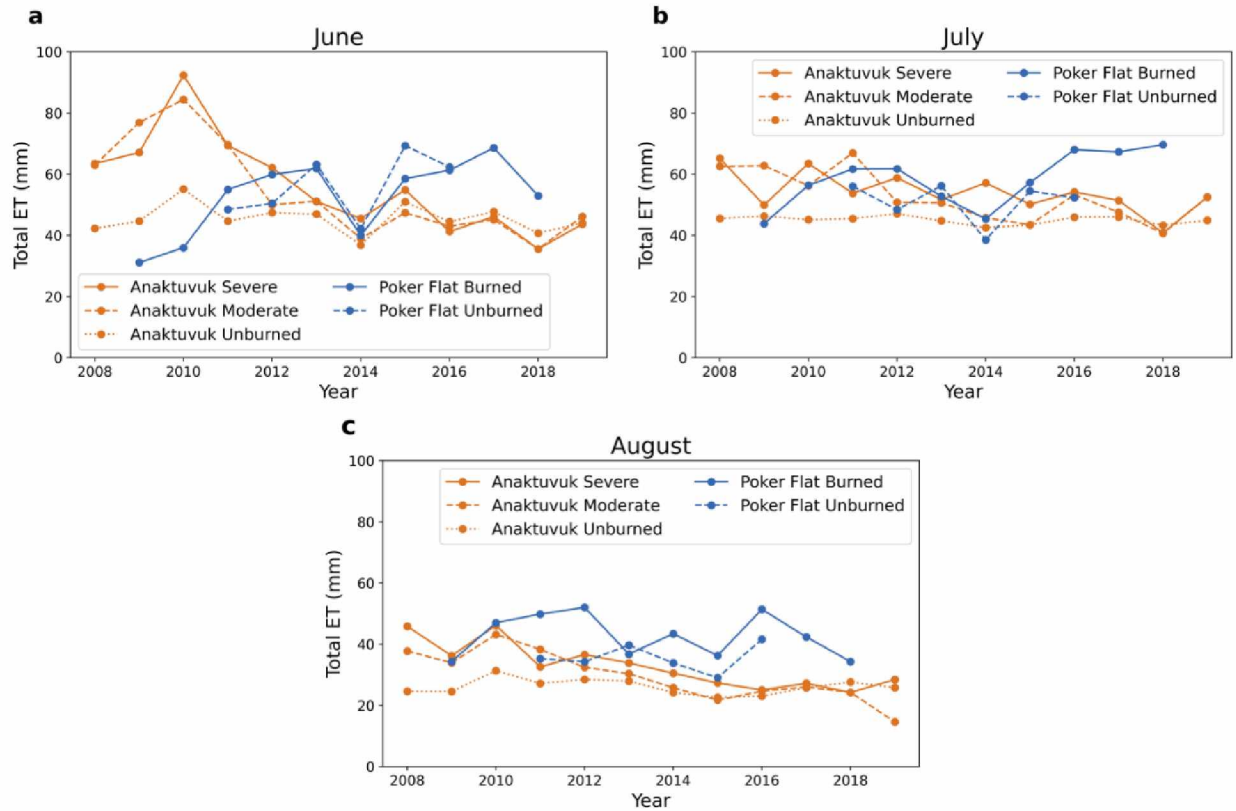 a
June
100
80
60
40
20
0
Total ET (mm)
Anaktuvuk Severe
Anaktuvuk Moderate
Anaktuvuk Unburned
Poker Flat Burned
Poker Flat Unburned
2008 2010 2012 2014 2016 2018
Year
b
July
100
80
60
40
20
0
Total ET (mm)
Anaktuvuk Severe
Anaktuvuk Moderate
Anaktuvuk Unburned
Poker Flat Burned
Poker Flat Unburned
2008 2010 2012 2014 2016 2018
Year
c
August
100
80
60
40
20
0
Total ET (mm)
Anaktuvuk Severe
Anaktuvuk Moderate
Anaktuvuk Unburned
Poker Flat Burned
Poker Flat Unburned
2008 2010 2012 2014 2016 2018
Year